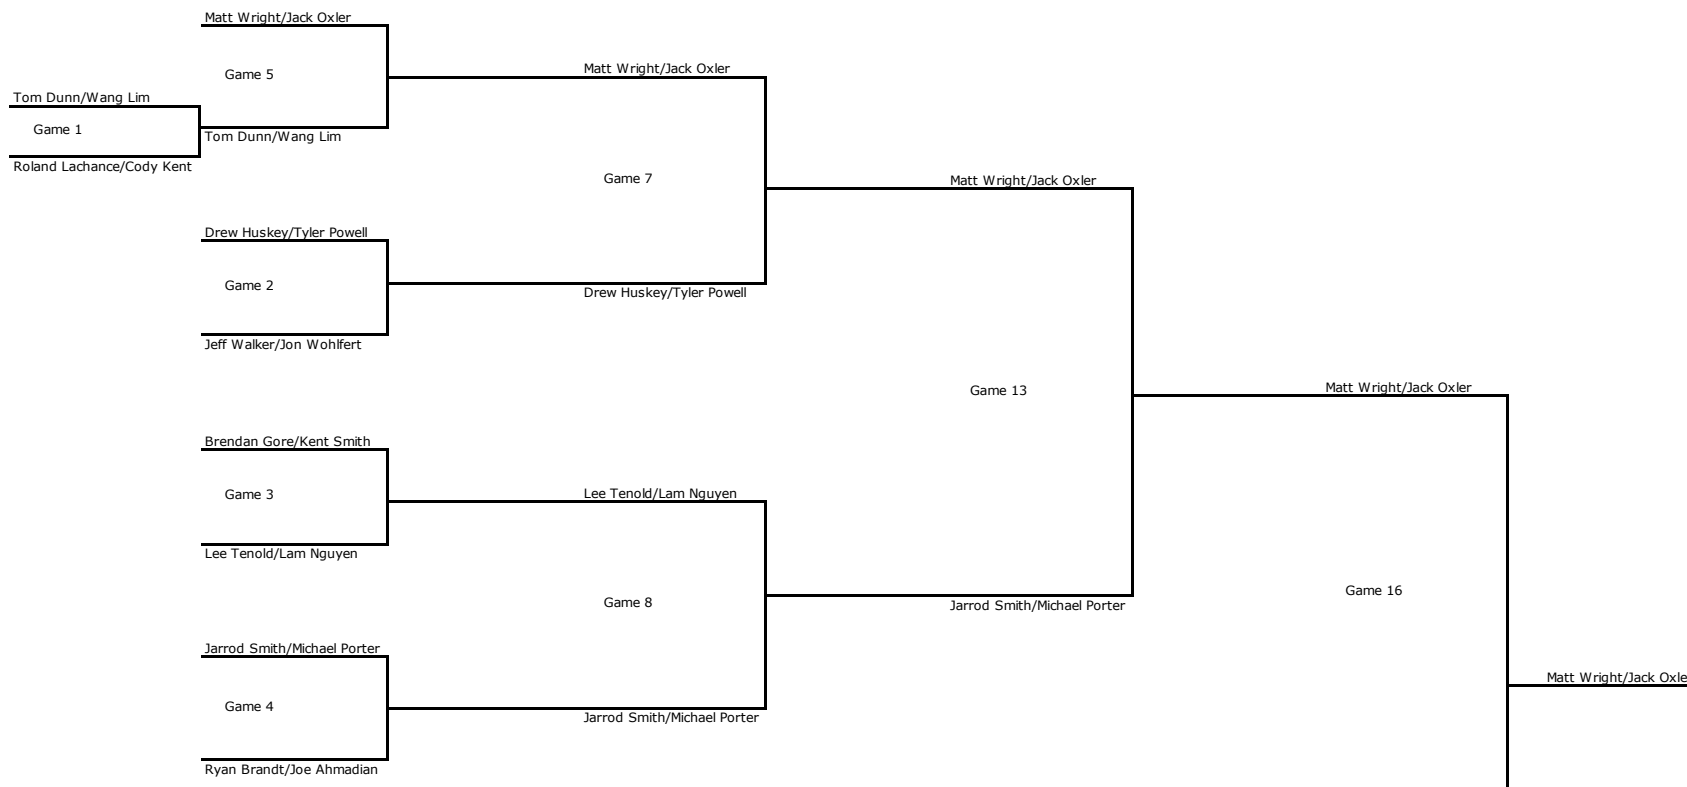 Matt Wright/Jack Oxler
Game 5
Matt Wright/Jack Oxler
Tom Dunn/Wang Lim
Game 1
Tom Dunn/Wang Lim
Roland Lachance/Cody Kent
Game 7
Matt Wright/Jack Oxler
Drew Huskey/Tyler Powell
Game 2
Drew Huskey/Tyler Powell
Jeff Walker/Jon Wohlfert
Game 13
Matt Wright/Jack Oxler
Brendan Gore/Kent Smith
Game 3
Lee Tenold/Lam Nguyen
Lee Tenold/Lam Nguyen
Game 8
Jarrod Smith/Michael Porter
Game 16
Jarrod Smith/Michael Porter
Matt Wright/Jack Oxle
Game 4
Jarrod Smith/Michael Porter
Ryan Brandt/Joe Ahmadian